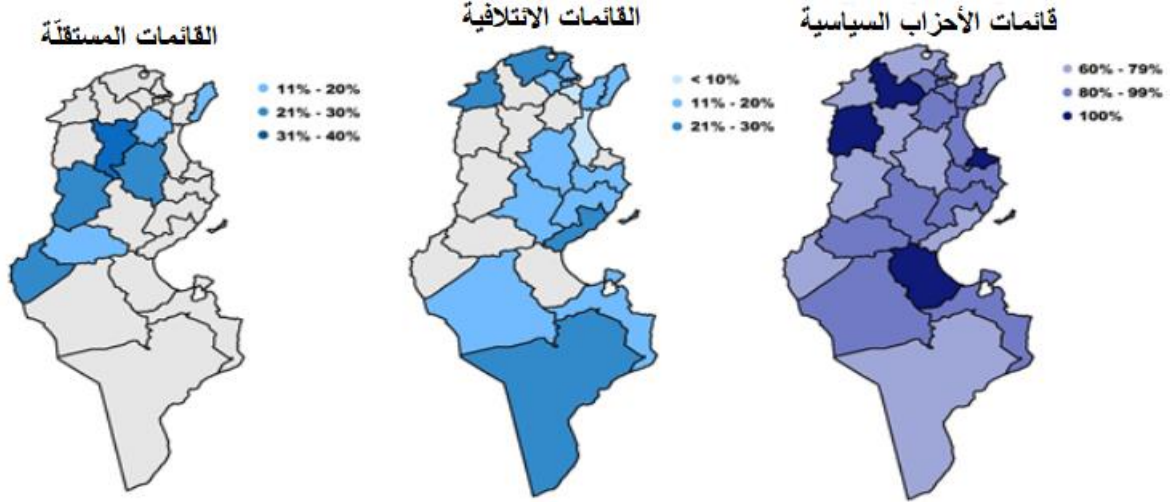 القائمات المستقلّة
11% - 20%
21% - 30%
31% - 40%
القائمات الائتلافية
< 10%
11% - 20%
21% - 30%
قائمات الأحزاب السياسية
60% - 79%
80% - 99%
100%